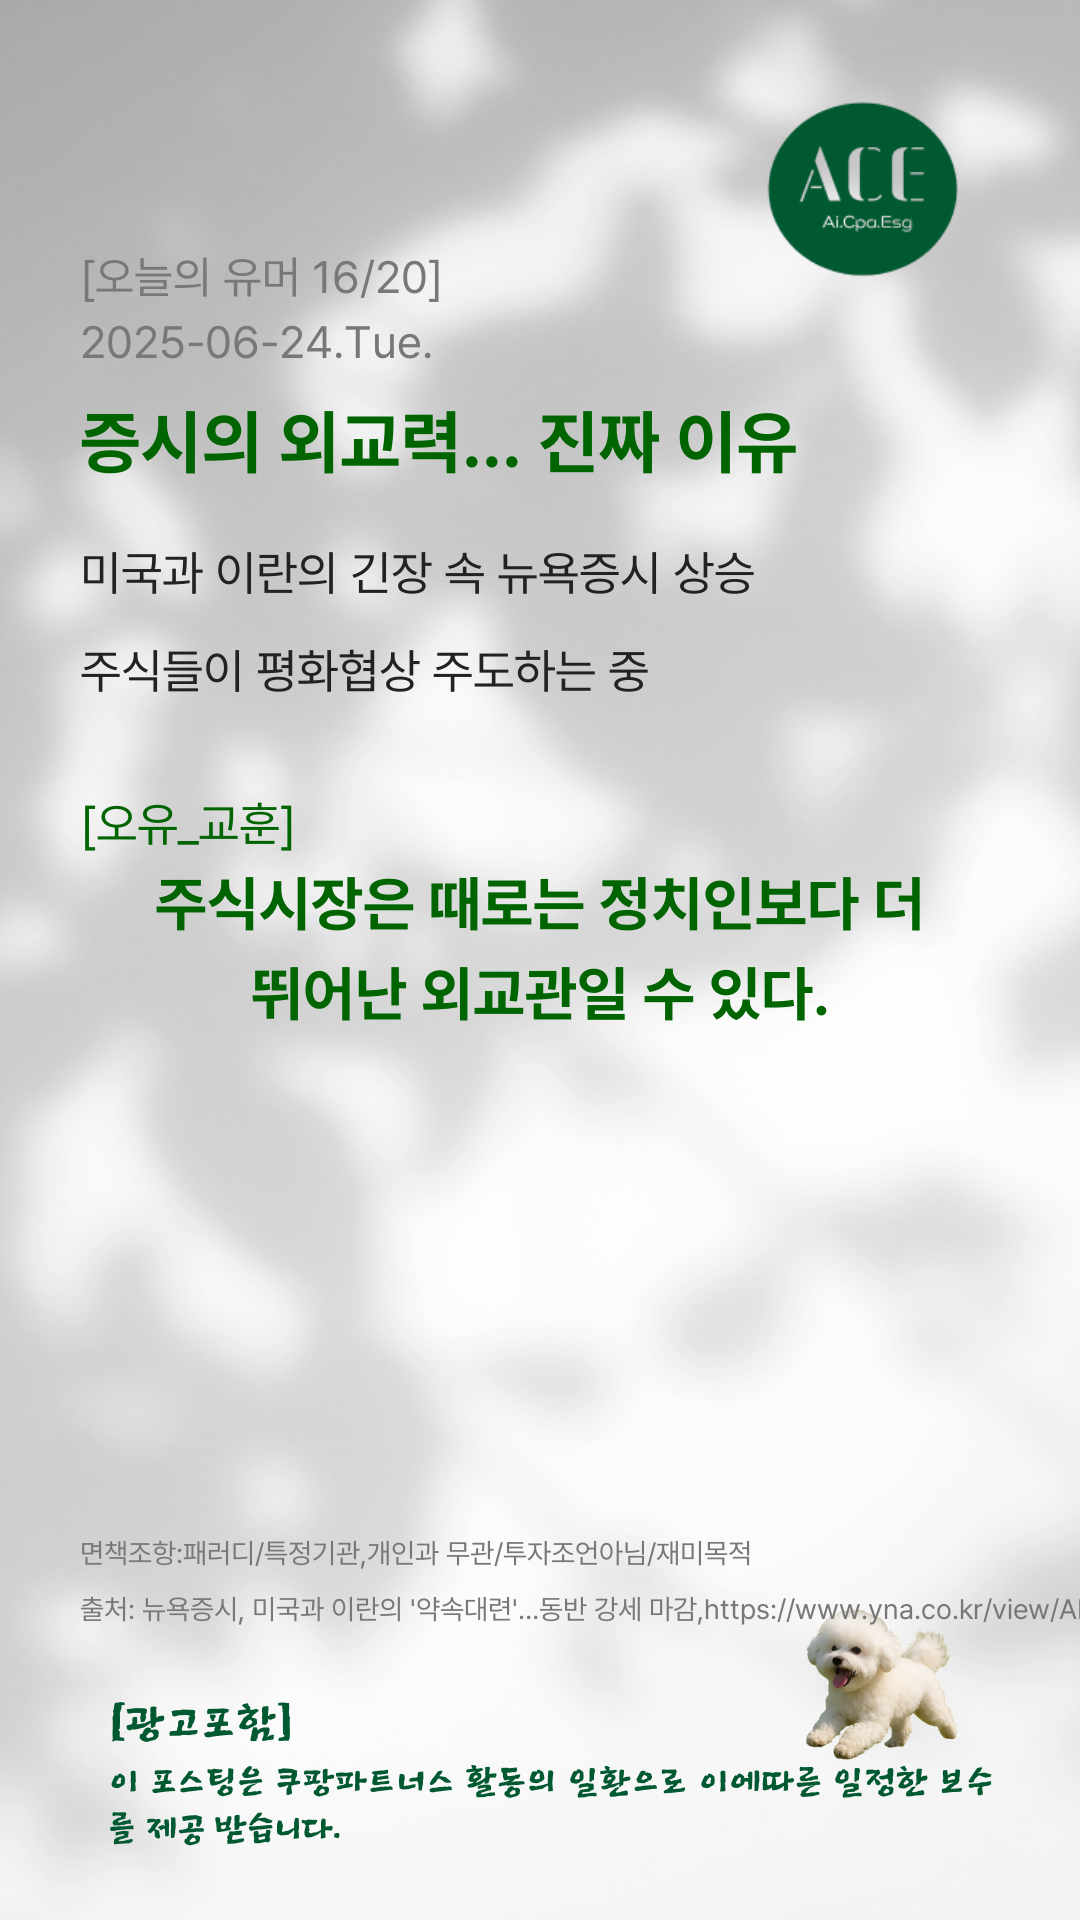 ACE
Ai.Cpa.Esg
[오늘의 유머 16/20]
2025-06-24.Tue.
증시의 외교력... 진짜 이유
미국과 이란의 긴장 속 뉴욕증시 상승
주식들이 평화협상 주도하는 중
[오유_교훈]
주식시장은 때로는 정치인보다 더
뛰어난 외교관일 수 있다.
면책조항:패러디/특정기관,개인과 무관/투자조언아님/재미목적
출처: 뉴욕증시, 미국과 이란의 '약속대련'...동반 강세 마감,https://www.yna.co.kr/view/
[광고포함]
이 포스팅은 쿠팡파트너스 활동의 일환으로 이에따른 일정한 보수
를 제공 받습니다.